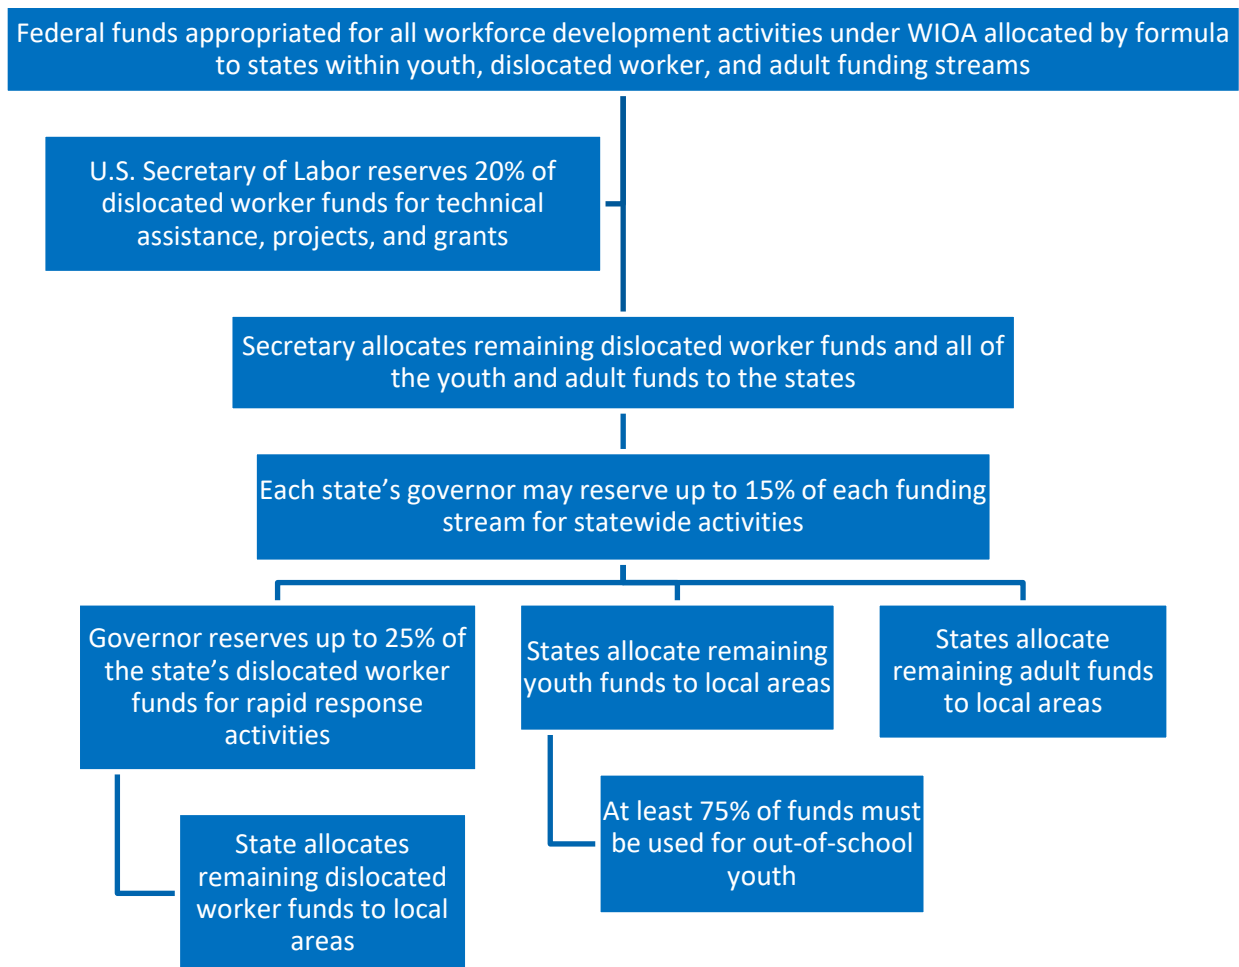 Federal funds appropriated for all workforce development activities under WIOA allocated by formula
to states within youth, dislocated worker, and adult funding streams
U.S. Secretary of Labor reserves 20% of
dislocated worker funds for technical
assistance, projects, and grants
Secretary allocates remaining dislocated worker funds and all of
the youth and adult funds to the states
Each state’s governor may reserve up to 15% of each funding
stream for statewide activities
Governor reserves up to 25% of
the state’s dislocated worker
funds for rapid response
activities
State allocates
remaining dislocated
worker funds to local
areas
States allocate remaining
youth funds to local areas
At least 75% of funds must
be used for out-of-school
youth
States allocate
remaining adult funds
to local areas